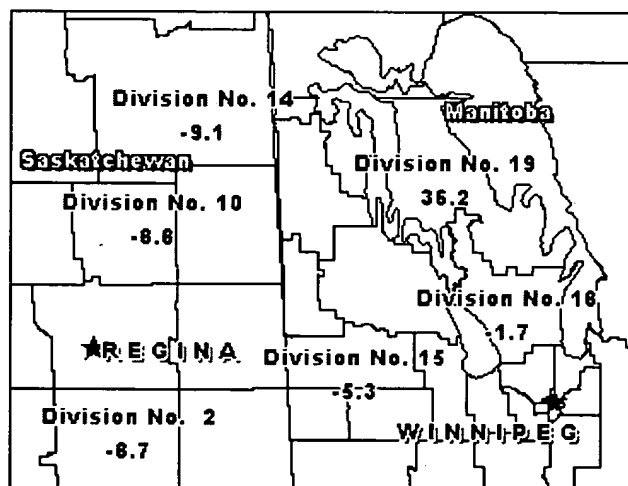 Division No. 14
-9.1
Manitoba
Saskatchewan
Division No. 19
36.2
Division No. 10
-8.6
Division No. 18
-1.7
REGINA
Division No. 15
-5.3
WINNIPEG
Division No. 2
-8.7